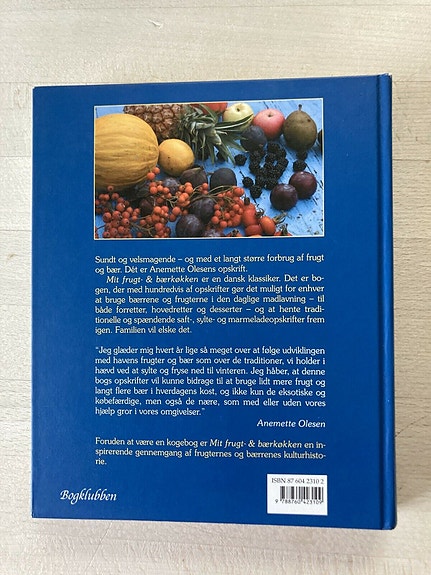 Sundt og velsmagende – og med et langt større forbrug af frugt
og bær. Dét er Anemette Olesens opskrift.
Mit frugt- & bærkøkken er en dansk klassiker. Det er bo-
gen, der med hundredvis af opskrifter gør det muligt for enhver
at bruge bærrene og frugterne i den daglige madlavning – til
både forretter, hovedretter og desserter – og at hente tradi-
tionelle og spændende saft-, sylte- og marmeladeopskrifter frem
igen. Familien vil elske det.
"Jeg glæder mig hvert år lige så meget over at følge udviklingen
med havens frugter og bær som over de traditioner, vi holder i
hævd ved at sylte og fryse ned til vinteren. Jeg håber, at denne
bogs opskrifter vil kunne bidrage til at bruge lidt mere frugt og
langt flere bær i hverdagens kost, og ikke kun de eksotiske og
købefærdige, men også de nære, som med eller uden vores
hjælp gror i vores omgivelser."
Anemette Olesen
Foruden at være en kogebog er Mit frugt- & bærkøkken en in-
spirerende gennemgang af frugternes og bærrenes kulturhisto-
rie.
ISBN 87 604 2310 2
9 788760 423109
Bogklubben